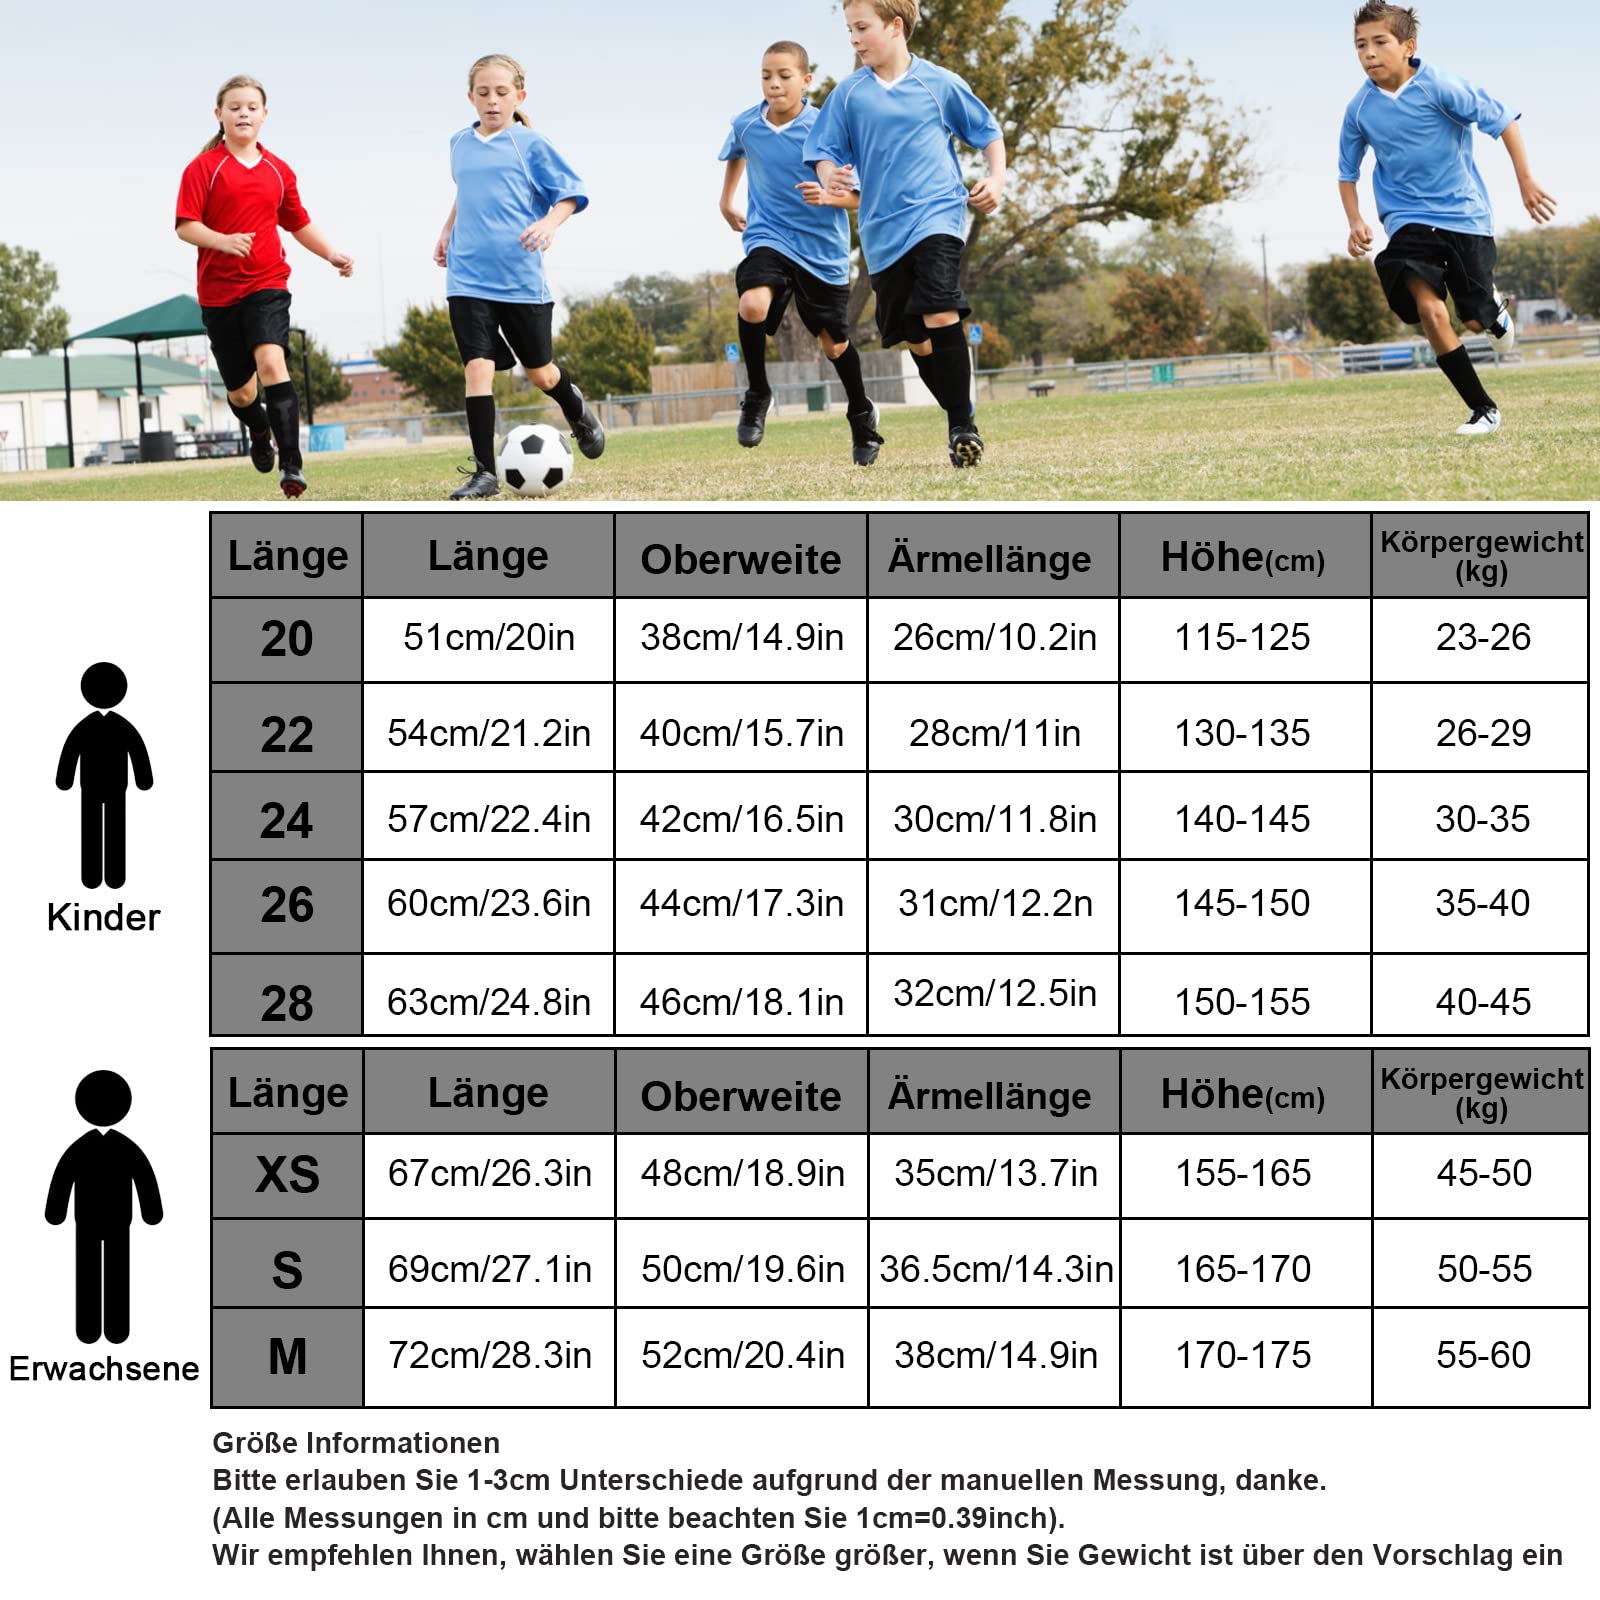 Länge Länge Oberweite Ärmellänge Höhe(cm) Körpergewicht
(kg)
20 51cm/20in 38cm/14.9in 26cm/10.2in 115-125 23-26
22 54cm/21.2in 40cm/15.7in 28cm/11in 130-135 26-29
24 57cm/22.4in 42cm/16.5in 30cm/11.8in 140-145 30-35
26 60cm/23.6in 44cm/17.3in 31cm/12.2n 145-150 35-40
Kinder
28 63cm/24.8in 46cm/18.1in 32cm/12.5in 150-155 40-45
Länge Länge Oberweite Ärmellänge Höhe(cm) Körpergewicht
(kg)
XS 67cm/26.3in 48cm/18.9in 35cm/13.7in 155-165 45-50
S 69cm/27.1in 50cm/19.6in 36.5cm/14.3in 165-170 50-55
M 72cm/28.3in 52cm/20.4in 38cm/14.9in 170-175 55-60
Erwachsene
Größe Informationen
Bitte erlauben Sie 1-3cm Unterschiede aufgrund der manuellen Messung, danke.
(Alle Messungen in cm und bitte beachten Sie 1cm=0.39inch).
Wir empfehlen Ihnen, wählen Sie eine Größe größer, wenn Sie Gewicht ist über den Vorschlag ein